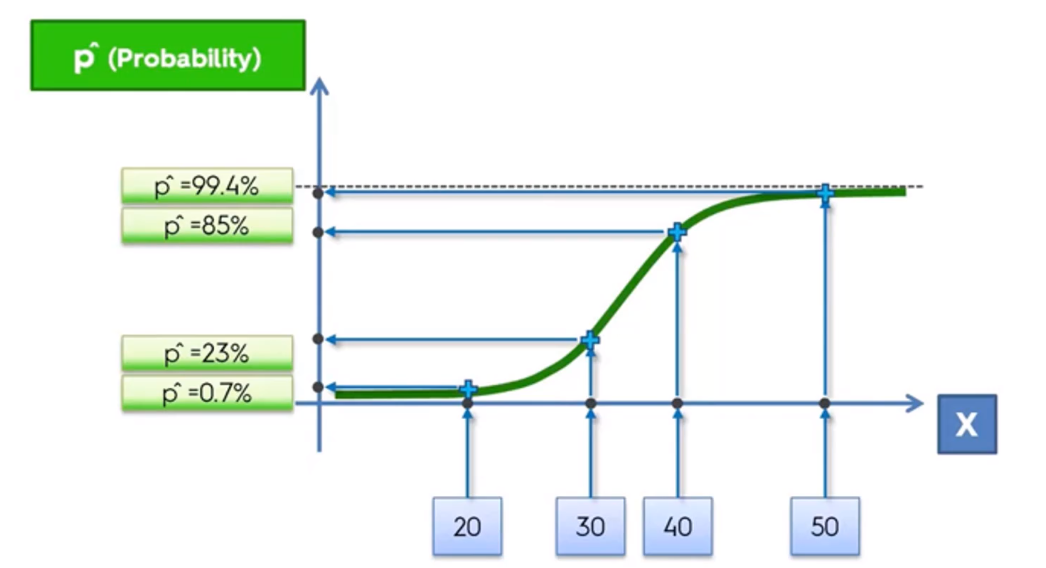 p̂ (Probability)
p̂ =99.4%
p̂ =85%
p̂ =23%
p̂ =0.7%
X
20
30
40
50